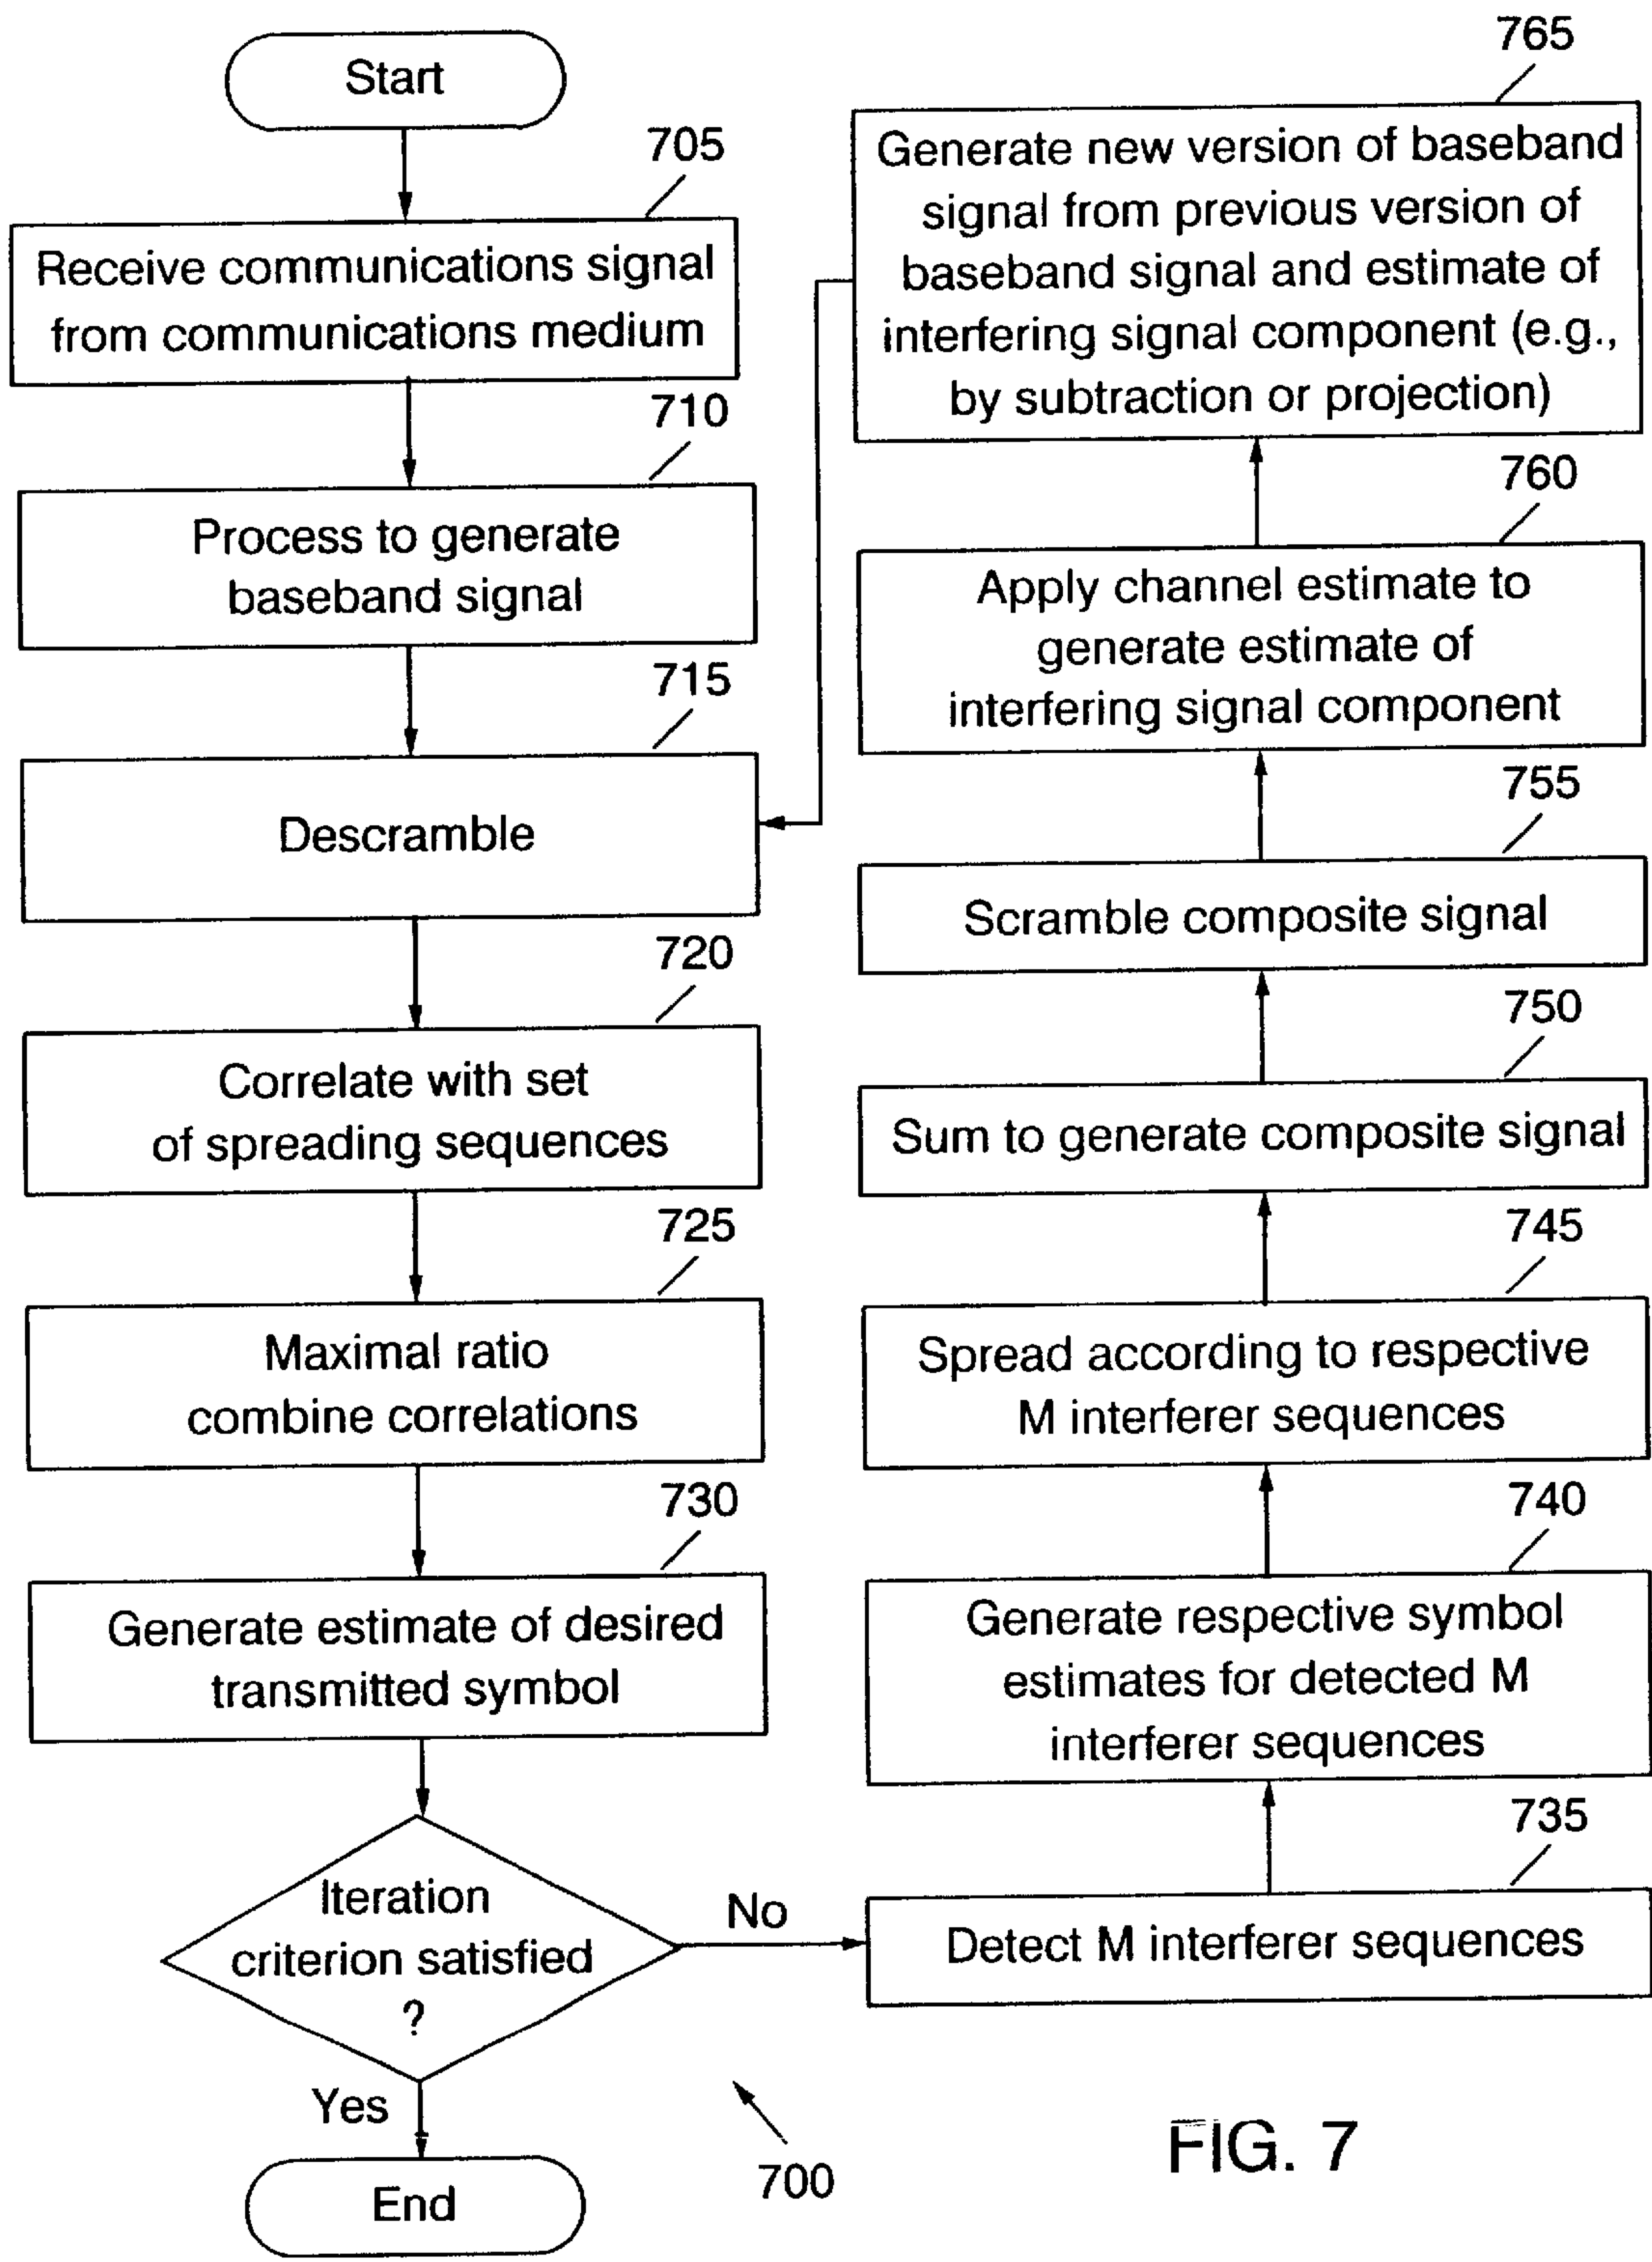 Start
705
Receive communications signal
from communications medium
710
Process to generate
baseband signal
715
Descramble
720
Correlate with set
of spreading sequences
725
Maximal ratio
combine correlations
730
Generate estimate of desired
transmitted symbol
Iteration
criterion satisfied
?
No
Yes
End
735
Detect M interferer sequences
740
Generate respective symbol
estimates for detected M
interferer sequences
745
Spread according to respective
M interferer sequences
750
Sum to generate composite signal
755
Scramble composite signal
760
Apply channel estimate to
generate estimate of
interfering signal component
765
Generate new version of baseband
signal from previous version of
baseband signal and estimate of
interfering signal component (e.g.,
by subtraction or projection)
700
FIG. 7